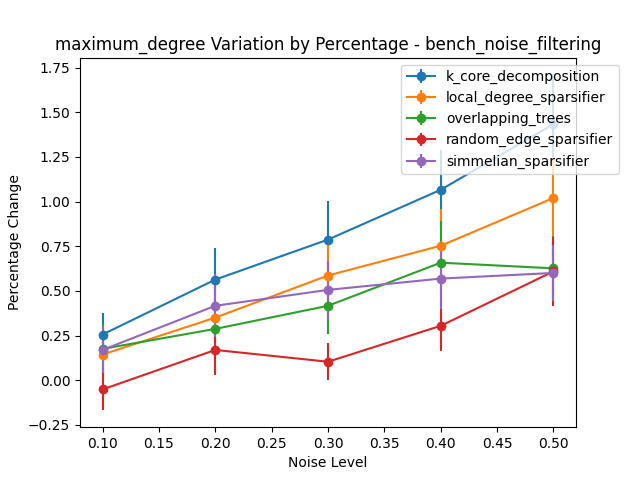 maximum_degree Variation by Percentage - bench_noise_filtering
k_core_decomposition
local_degree_sparsifier
overlapping_trees
random_edge_sparsifier
simmelian_sparsifier
Percentage Change
1.75
1.50
1.25
1.00
0.75
0.50
0.25
0.00
−0.25
0.10 0.15 0.20 0.25 0.30 0.35 0.40 0.45 0.50
Noise Level